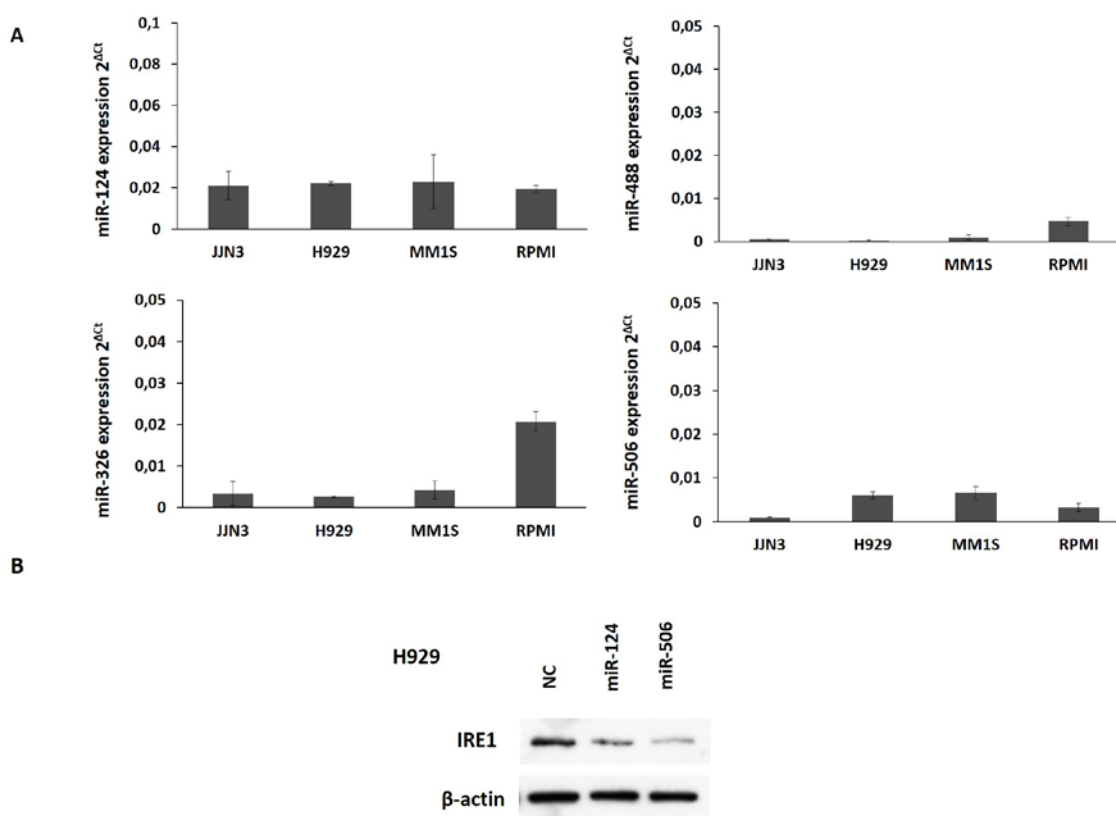 A
miR-124 expression 2^ΔCt
0,1
0,08
0,06
0,04
0,02
0
JJN3 H929 MM1S RPMI
miR-488 expression 2^ΔCt
0,05
0,04
0,03
0,02
0,01
0
JJN3 H929 MM1S RPMI
miR-326 expression 2^ΔCt
0,05
0,04
0,03
0,02
0,01
0
JJN3 H929 MM1S RPMI
miR-506 expression 2^ΔCt
0,05
0,04
0,03
0,02
0,01
0
JJN3 H929 MM1S RPMI
B
H929
NC
miR-124
miR-506
IRE1
β-actin